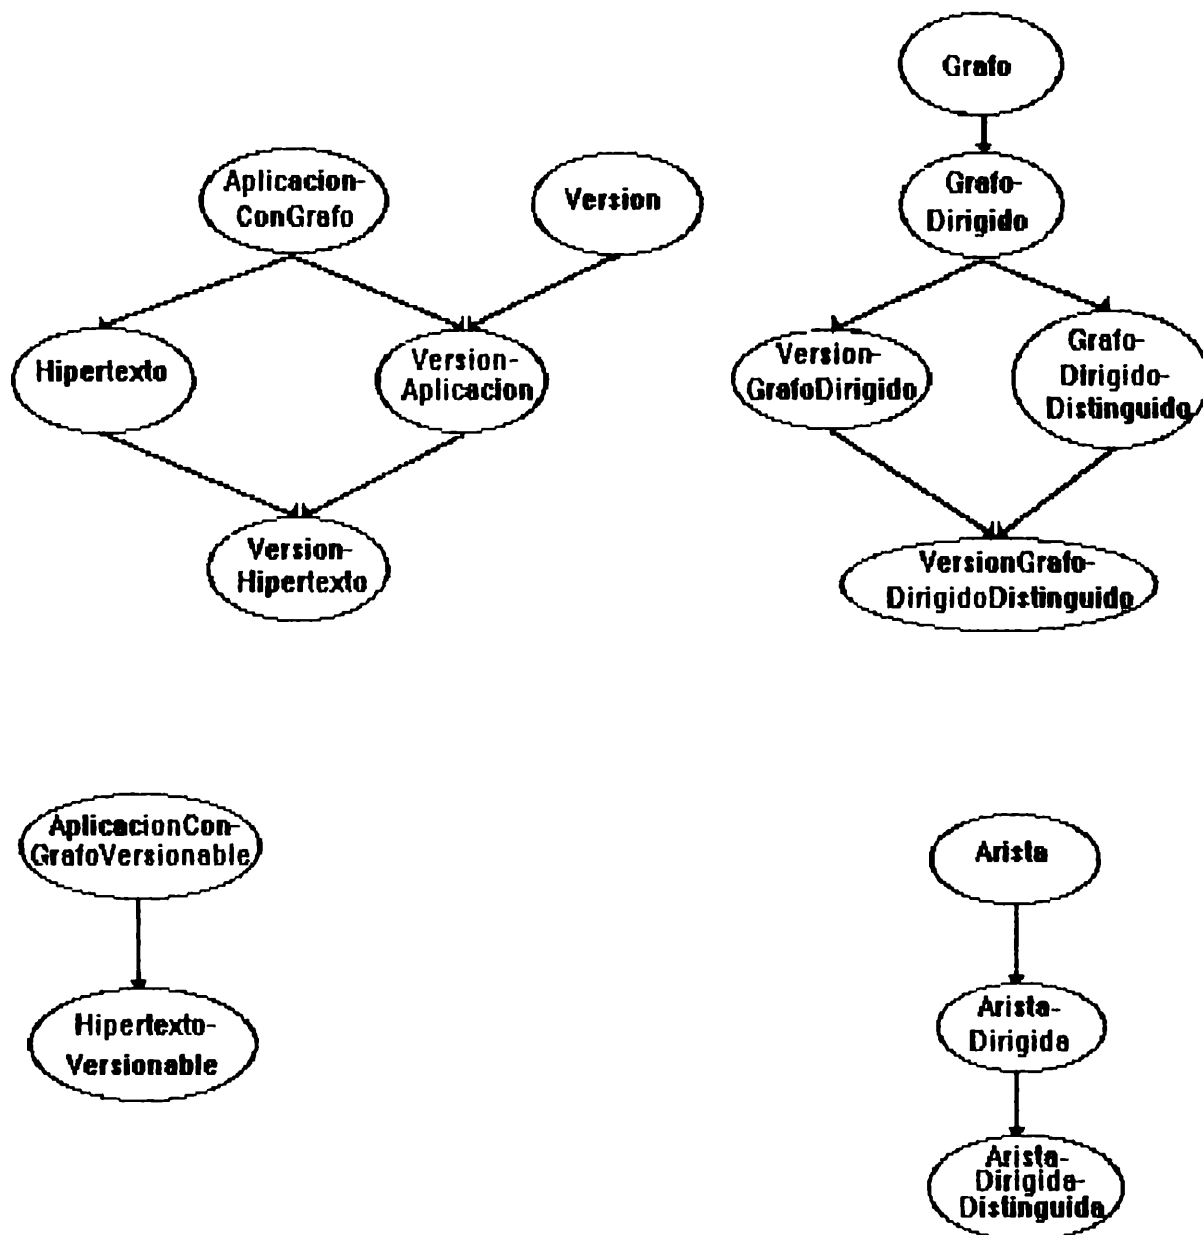 Grafo
Aplicacion-
ConGrafo
Version
Grafo-
Dirigido
Hipertexto
Version-
Aplicacion
Version-
GrafoDirigido
Grafo-
Dirigido-
Distinguido
Version-
Hipertexto
VersionGrafo-
DirigidoDistinguido
AplicacionCon-
GrafoVersionable
Arista
Hipertexto-
Versionable
Arista-
Dirigida
Arista-
Dirigida-
Distinguida